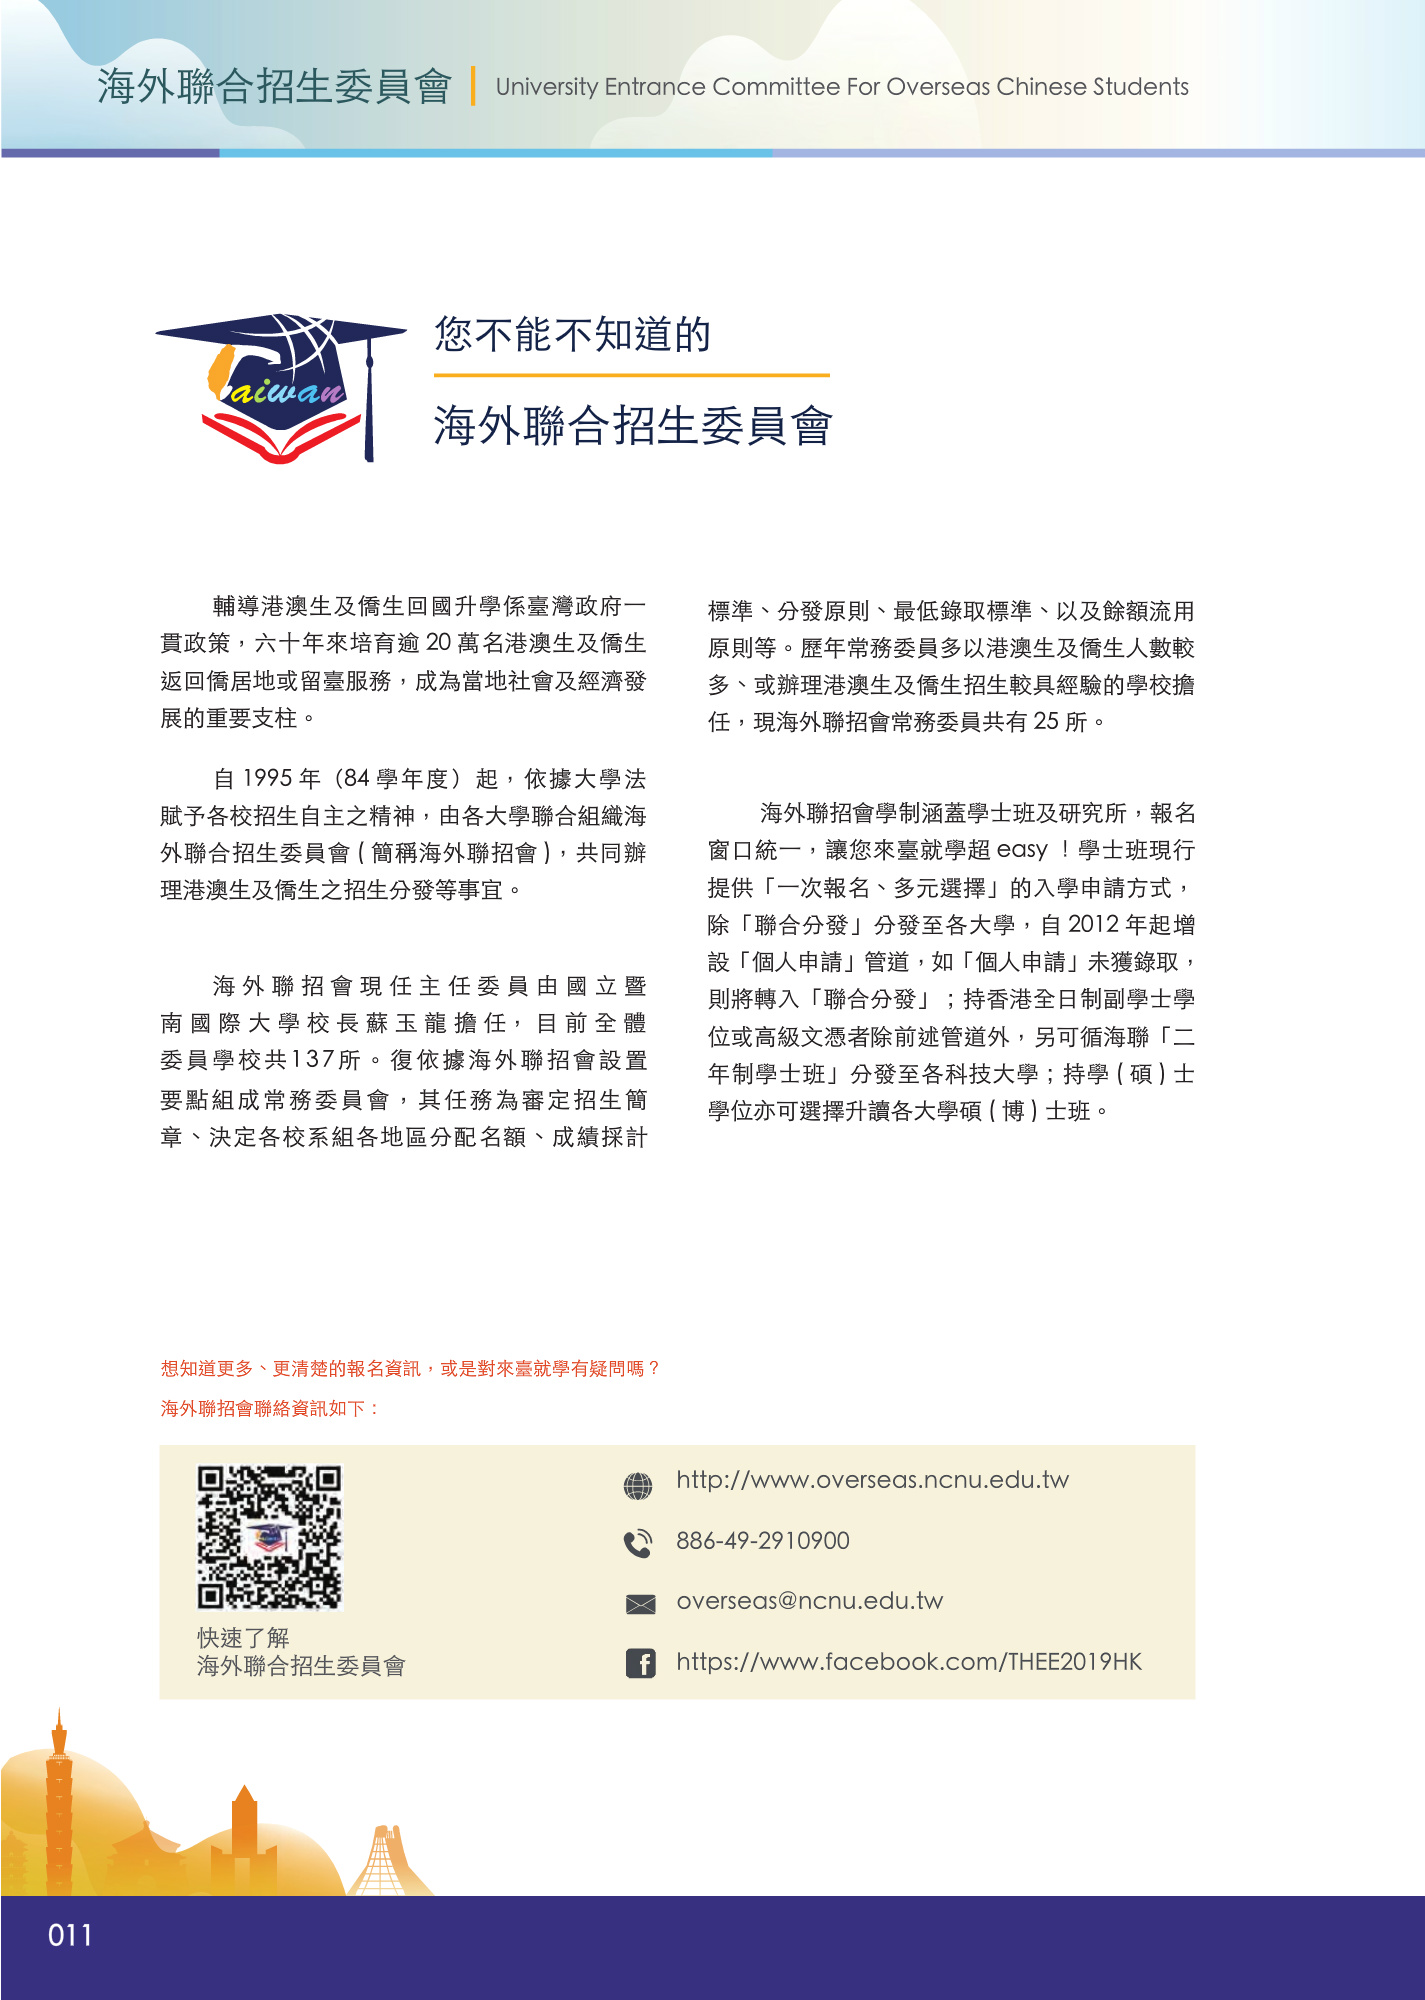 海外聯合招生委員會
University Entrance Committee For Overseas Chinese Students
aiwan
您不能不知道的
海外聯合招生委員會
輔導港澳生及僑生回國升學係臺灣政府一
貫政策，六十年來培育逾 20 萬名港澳生及僑生
返回僑居地或留臺服務，成為當地社會及經濟發
展的重要支柱。
自 1995 年（84 學年度）起，依據大學法
賦予各校招生自主之精神，由各大學聯合組織海
外聯合招生委員會 ( 簡稱海外聯招會 )，共同辦
理港澳生及僑生之招生分發等事宜。
海外聯招會現任主任委員由國立暨
南國際大學校長蘇玉龍擔任，目前全體
委員學校共137所。復依據海外聯招會設置
要點組成常務委員會，其任務為審定招生簡
章、決定各校系組各地區分配名額、成績採計
標準、分發原則、最低錄取標準、以及餘額流用
原則等。歷年常務委員多以港澳生及僑生人數較
多、或辦理港澳生及僑生招生較具經驗的學校擔
任，現海外聯招會常務委員共有 25 所。
海外聯招會學制涵蓋學士班及研究所，報名
窗口統一，讓您來臺就學超 easy ！學士班現行
提供「一次報名、多元選擇」的入學申請方式，
除「聯合分發」分發至各大學，自 2012 年起增
設「個人申請」管道，如「個人申請」未獲錄取，
則將轉入「聯合分發」；持香港全日制副學士學
位或高級文憑者除前述管道外，另可循海聯「二
年制學士班」分發至各科技大學；持學 ( 碩 ) 士
學位亦可選擇升讀各大學碩 ( 博 ) 士班。
想知道更多、更清楚的報名資訊，或是對來臺就學有疑問嗎？
海外聯招會聯絡資訊如下：
http://www.overseas.ncnu.edu.tw
886-49-2910900
overseas@ncnu.edu.tw
https://www.facebook.com/THEE2019HK
快速了解
海外聯合招生委員會
011